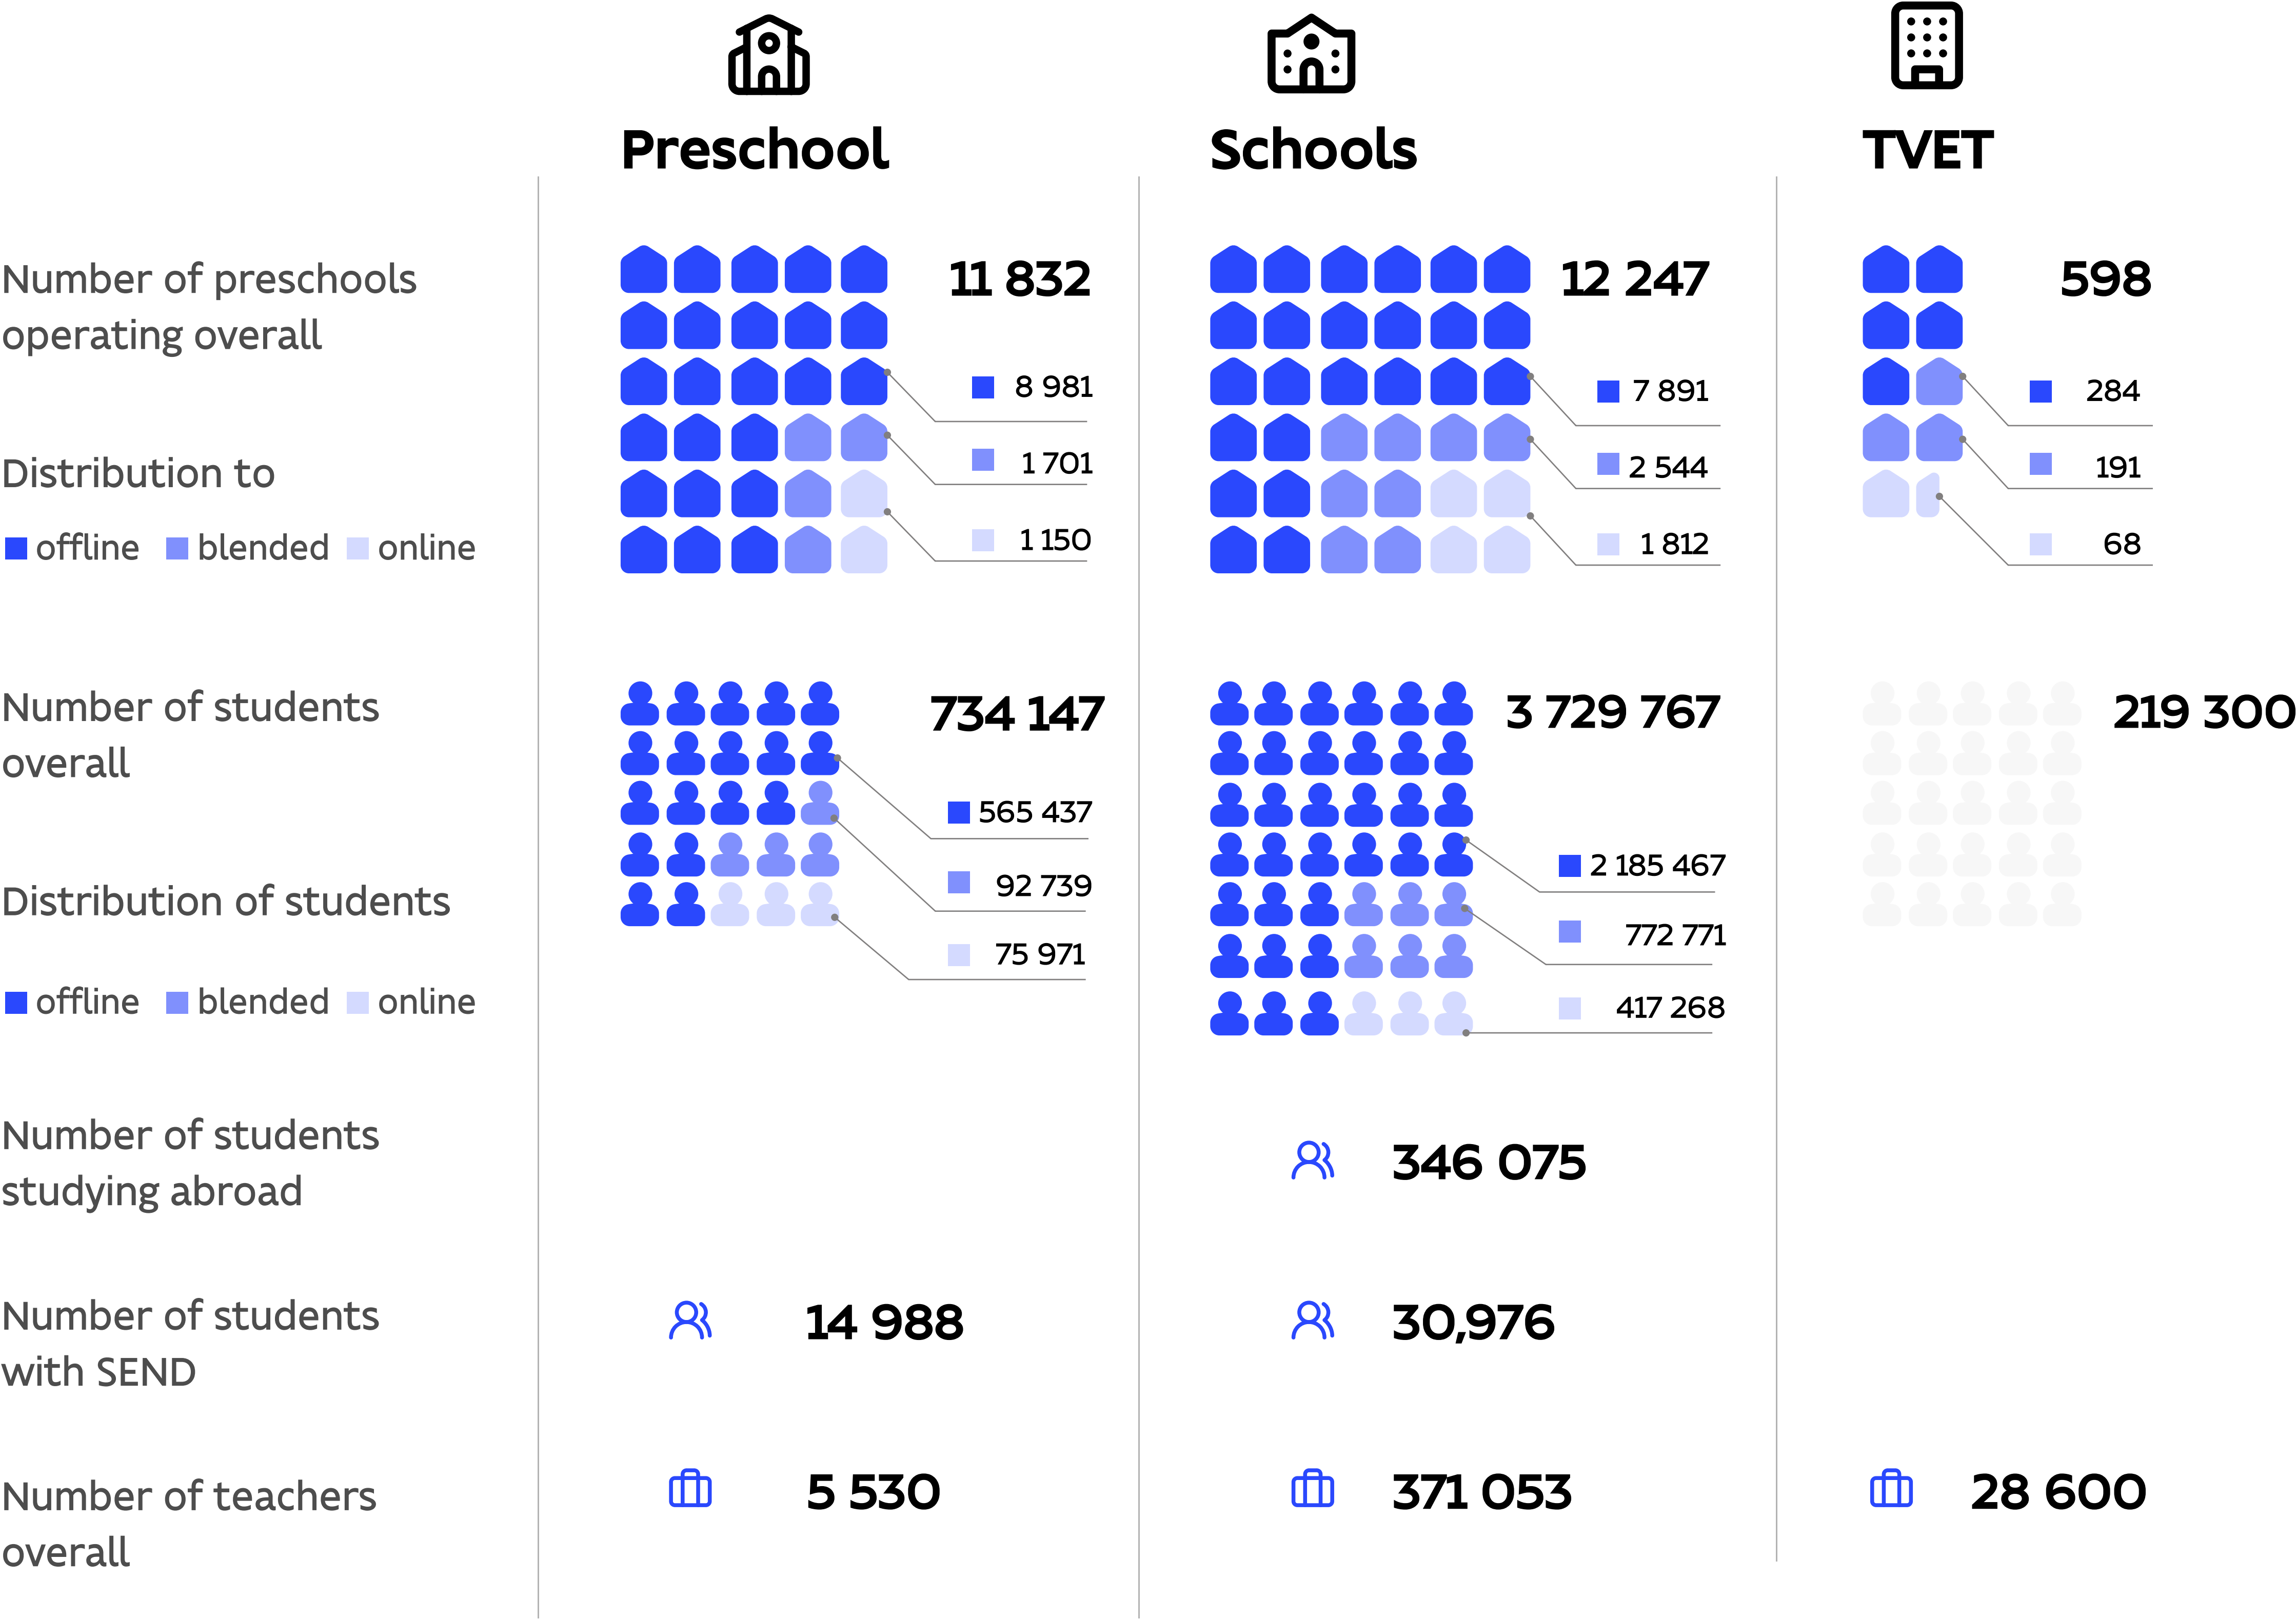 Preschool
Schools
TVET
Number of preschools
operating overall
11 832
12 247
598
8 981
7 891
284
Distribution to
1 701
2 544
191
offline
blended
online
1 150
1 812
68
Number of students
overall
734 147
3 729 767
219 300
565 437
2 185 467
Distribution of students
92 739
772 771
75 971
417 268
offline
blended
online
Number of students
studying abroad
346 075
Number of students
with SEND
14 988
30,976
Number of teachers
overall
5 530
371 053
28 600